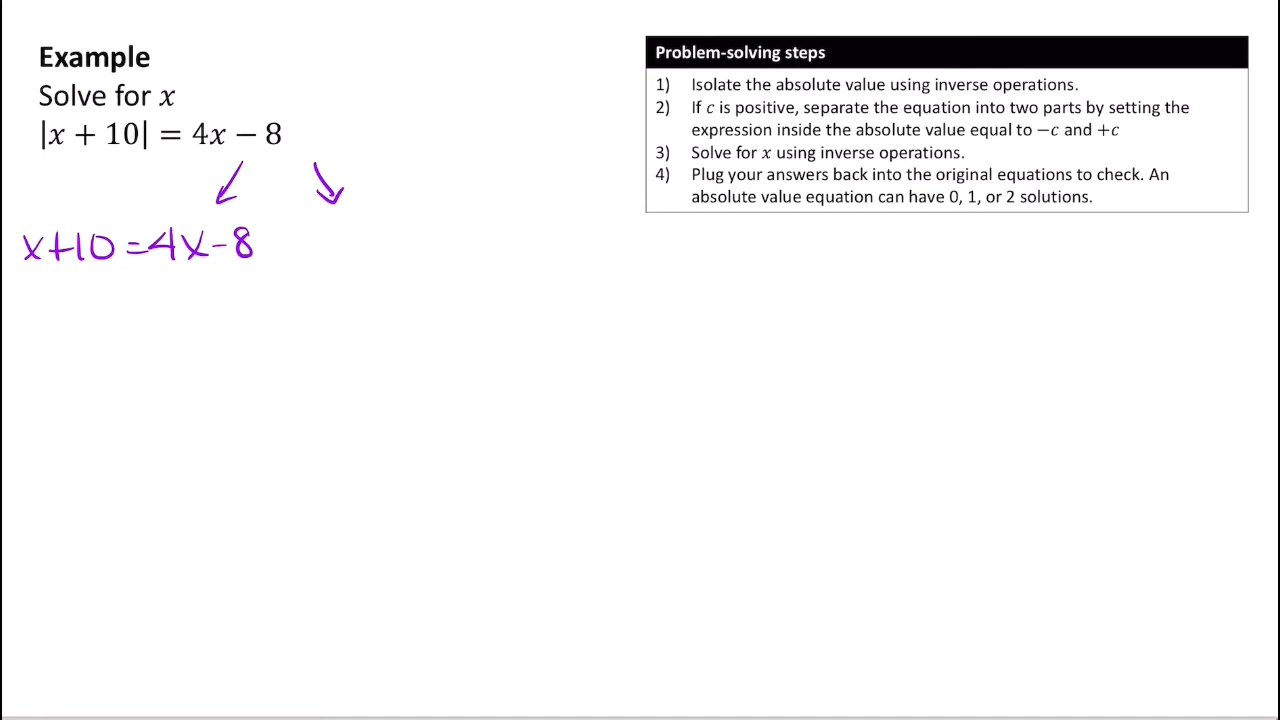 Example
Solve for x
|x + 10| = 4x − 8
x+10=4x-8
Problem-solving steps
1) Isolate the absolute value using inverse operations.
2) If c is positive, separate the equation into two parts by setting the
expression inside the absolute value equal to −c and +c
3) Solve for x using inverse operations.
4) Plug your answers back into the original equations to check. An
absolute value equation can have 0, 1, or 2 solutions.